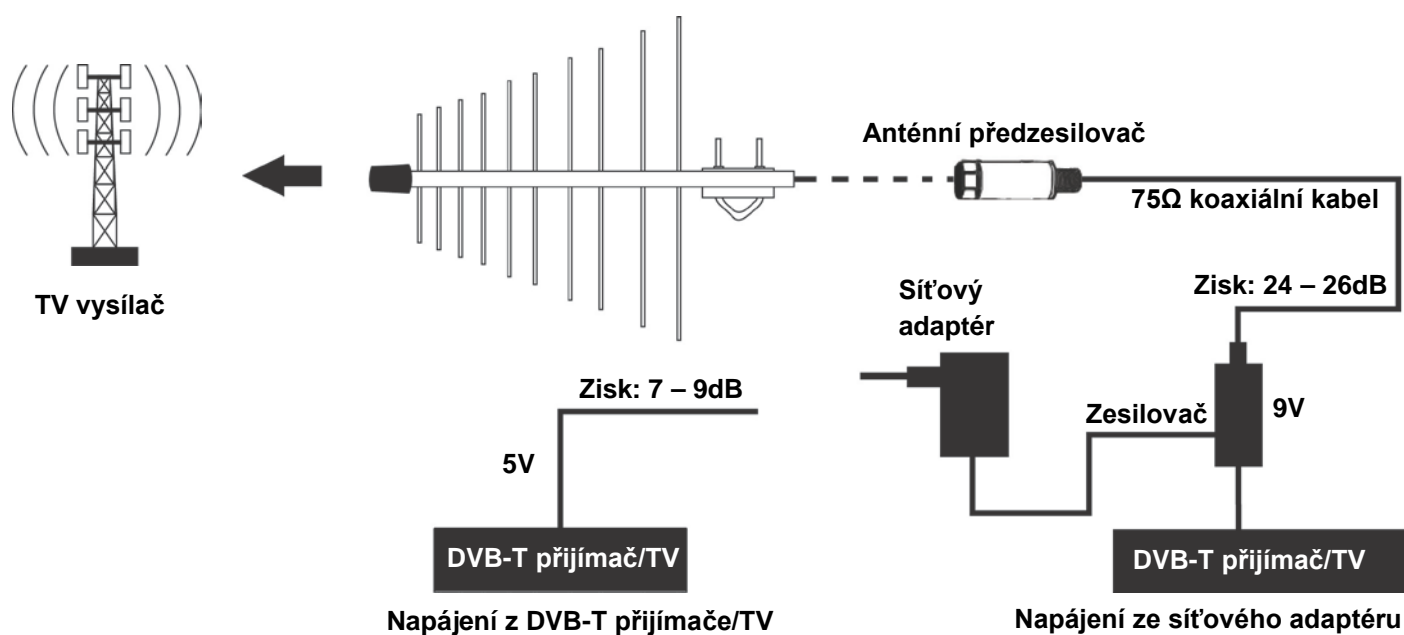 Anténní předzesilovač
75Ω koaxiální kabel
TV vysílač
Síťový
adaptér
Zisk: 24 – 26dB
Zisk: 7 – 9dB
Zesilovač
9V
5V
DVB-T přijímač/TV
DVB-T přijímač/TV
Napájení z DVB-T přijímače/TV
Napájení ze síťového adaptéru